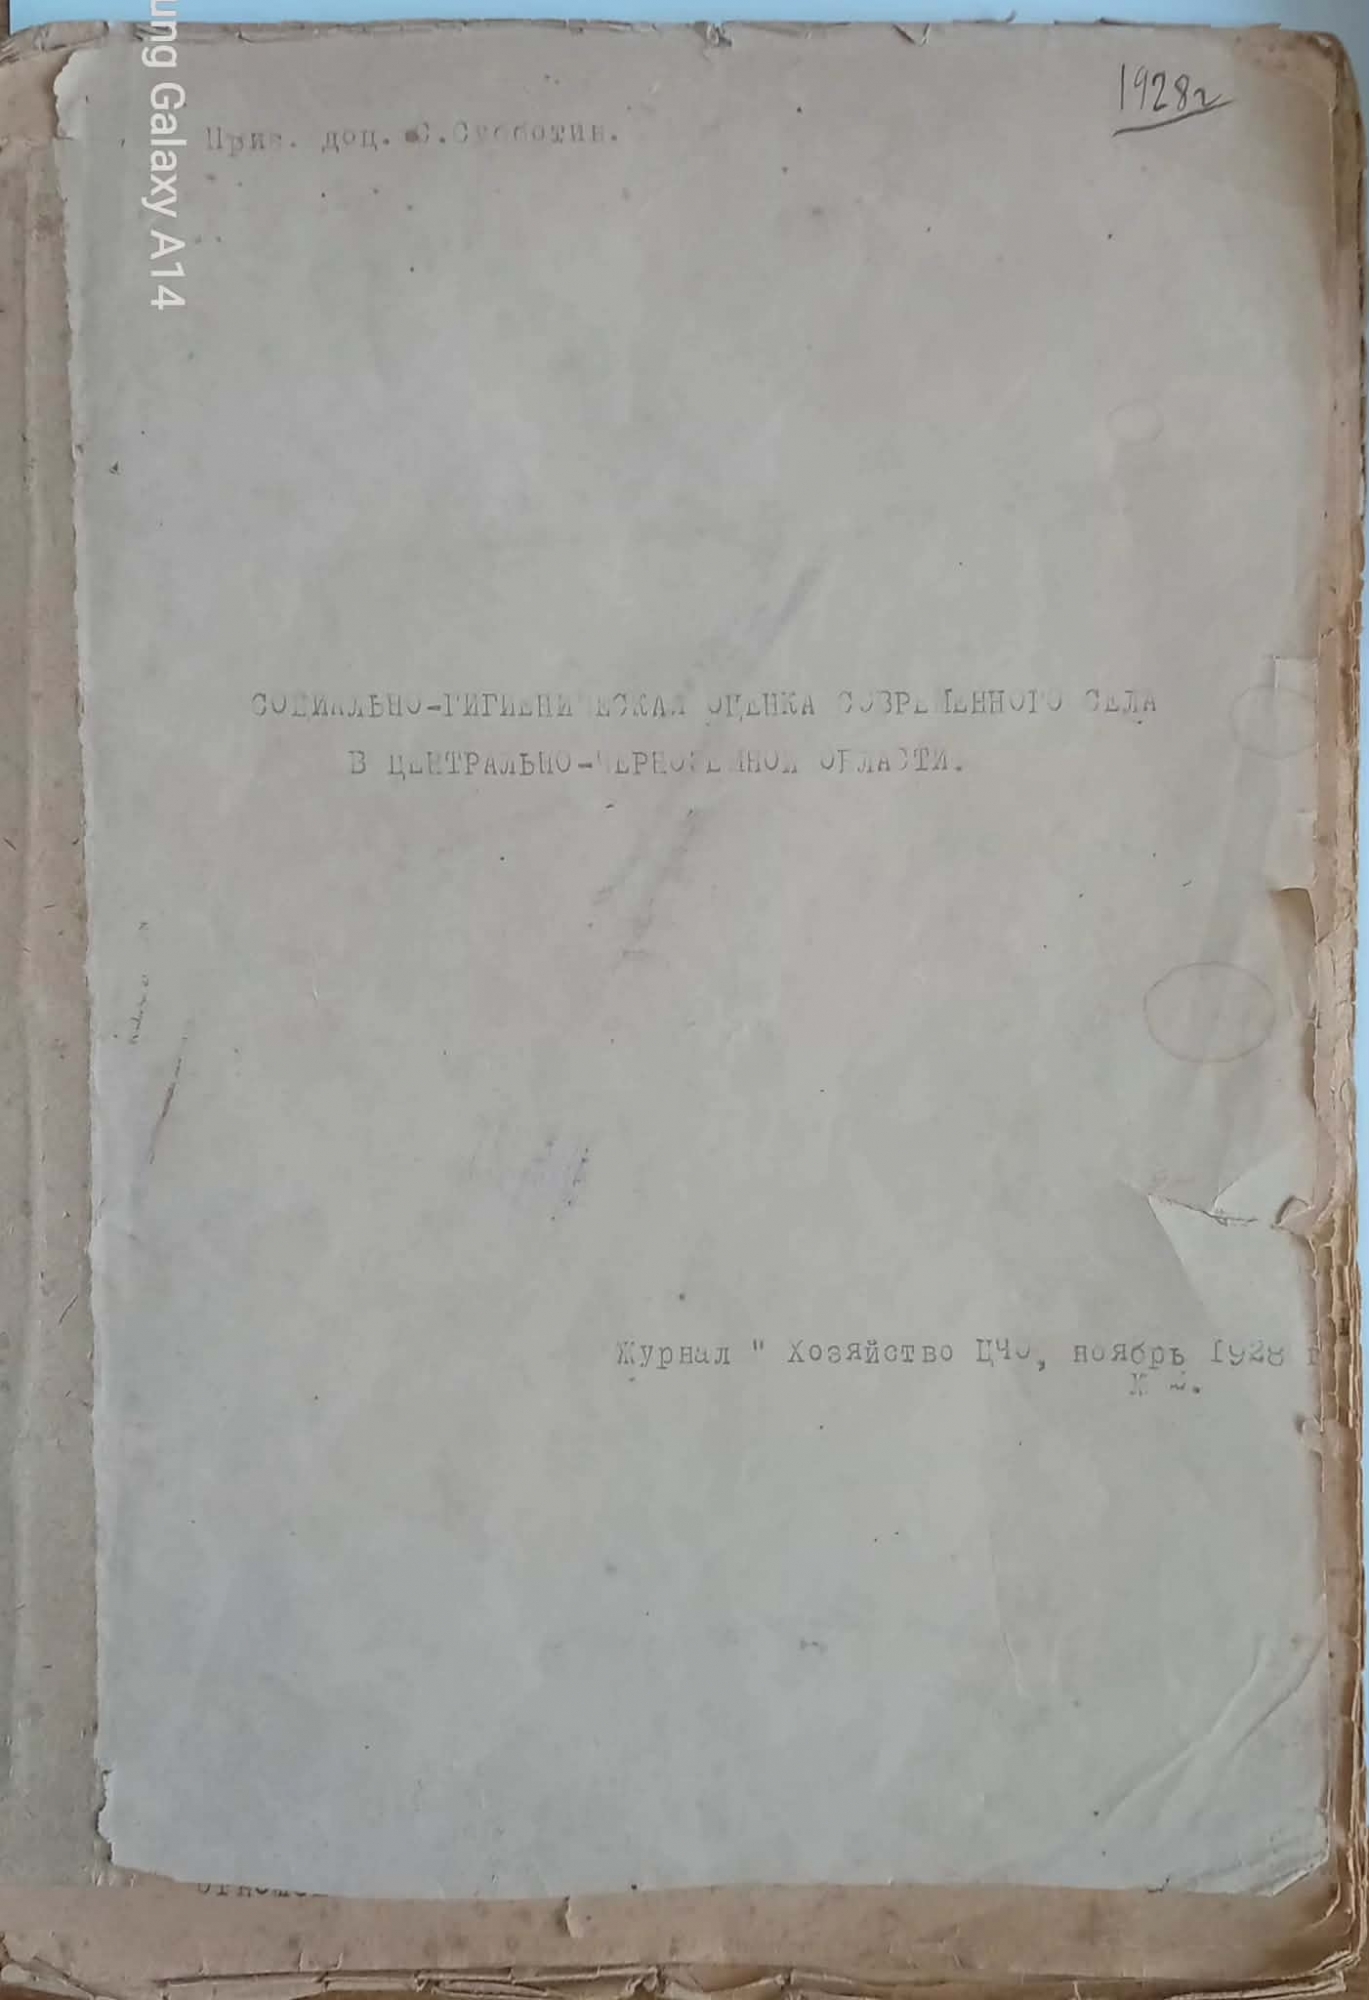 1928г
Прив. доц. С.Субботин.
СОЦИАЛЬНО-ГИГИЕНИЧЕСКАЯ ОЦЕНКА СОВРЕМЕННОГО СЕЛА
В ЦЕНТРАЛЬНО-ЧЕРНОЗЕМНОЙ ОБЛАСТИ.
Журнал " Хозяйство ЦЧО, ноябрь 1928 г
ung Galaxy A14